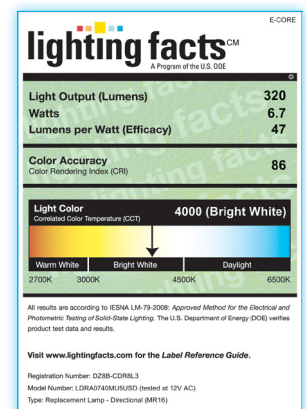 E-CORE
lighting facts CM
A Program of the U.S. DOE
Light Output (Lumens) 320
Watts 6.7
Lumens per Watt (Efficacy) 47
Color Accuracy 86
Color Rendering Index (CRI)
Light Color 4000 (Bright White)
Correlated Color Temperature (CCT)
Warm White Bright White Daylight
2700K 3000K 4500K 6500K
All results are according to IESNA LM-79-2008: Approved Method for the Electrical and
Photometric Testing of Solid-State Lighting. The U.S. Department of Energy (DOE) verifies
product test data and results.
Visit www.lightingfacts.com for the Label Reference Guide.
Registration Number: DZ8B-CDR8L3
Model Number: LDRA0740MU5USD (tested at 12V AC)
Type: Replacement Lamp - Directional (MR16)